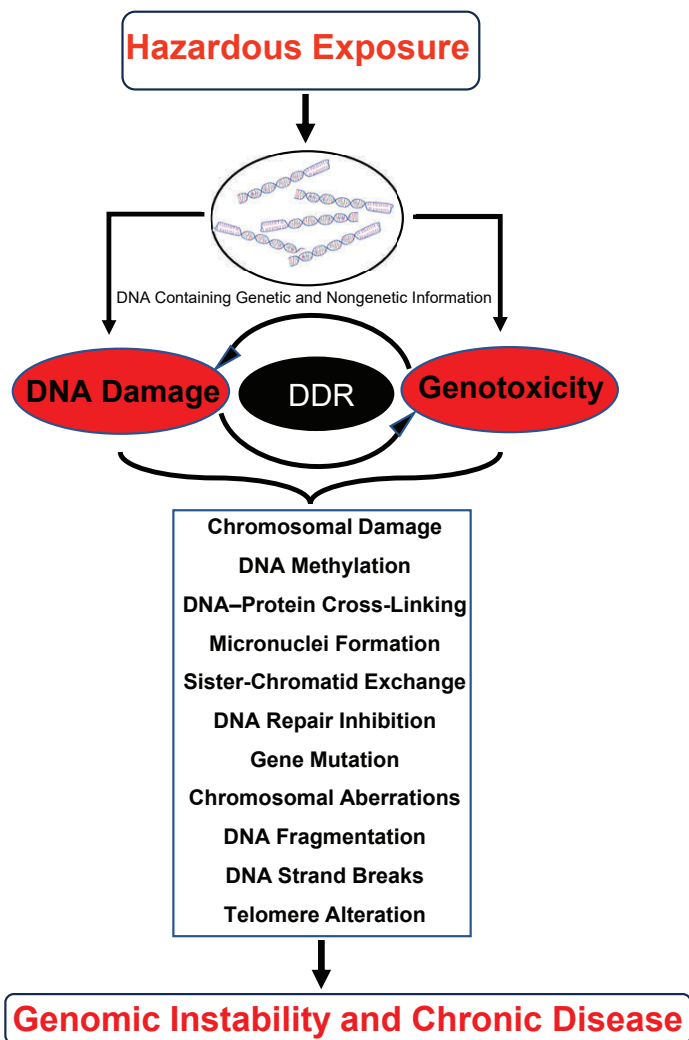 Hazardous Exposure
DNA Containing Genetic and Nongenetic Information
DNA Damage
DDR
Genotoxicity
Chromosomal Damage
DNA Methylation
DNA–Protein Cross-Linking
Micronuclei Formation
Sister-Chromatid Exchange
DNA Repair Inhibition
Gene Mutation
Chromosomal Aberrations
DNA Fragmentation
DNA Strand Breaks
Telomere Alteration
Genomic Instability and Chronic Disease